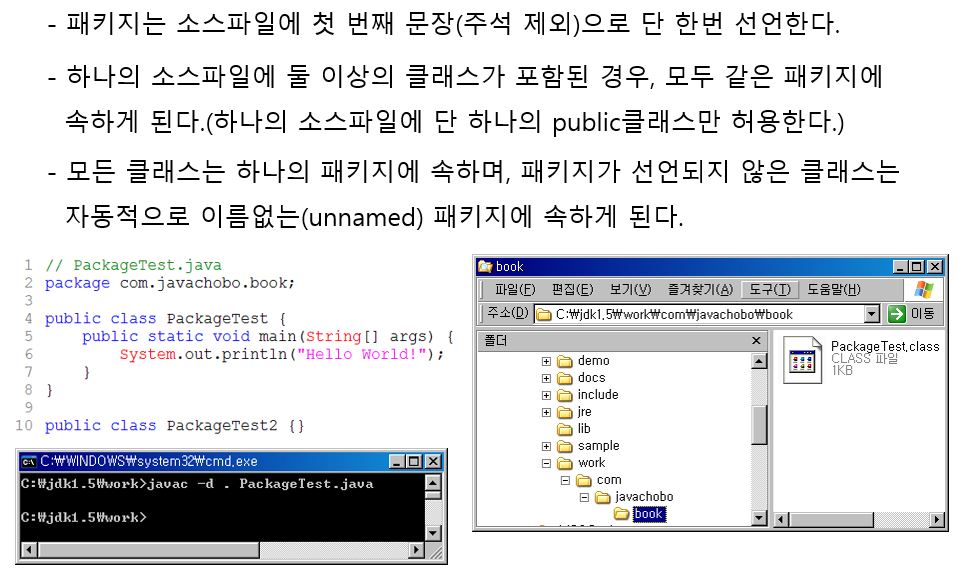 - 패키지는 소스파일에 첫 번째 문장(주석 제외)으로 단 한번 선언한다.
- 하나의 소스파일에 둘 이상의 클래스가 포함된 경우, 모두 같은 패키지에
속하게 된다.(하나의 소스파일에 단 하나의 public클래스만 허용한다.)
- 모든 클래스는 하나의 패키지에 속하며, 패키지가 선언되지 않은 클래스는
자동적으로 이름없는(unnamed) 패키지에 속하게 된다.
1 // PackageTest.java
2 package com.javachobo.book;
3
4 public class PackageTest {
5 public static void main(String[] args) {
6 System.out.println("Hello World!");
7 }
8 }
9
10 public class PackageTest2 {}
C:₩WINDOWS₩system32₩cmd.exe
C:₩jdk1.5₩work>javac -d . PackageTest.java
C:₩jdk1.5₩work>
book
파일(F) 편집(E) 보기(V) 즐겨찾기(A) 도구(T) 도움말(H)
주소(D) C:₩jdk1.5₩work₩com₩javachobo₩book 이동
폴더
demo
docs
include
jre
lib
sample
work
com
javachobo
book
PackageTest.class
CLASS 파일
1KB